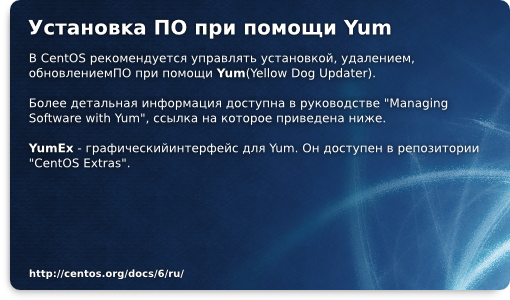 Установка ПО при помощи Yum
В CentOS рекомендуется управлять установкой, удалением,
обновлениемПО при помощи Yum(Yellow Dog Updater).
Более детальная информация доступна в руководстве "Managing
Software with Yum", ссылка на которое приведена ниже.
YumEx - графическийинтерфейс для Yum. Он доступен в репозитории
"CentOS Extras".
http://centos.org/docs/6/ru/